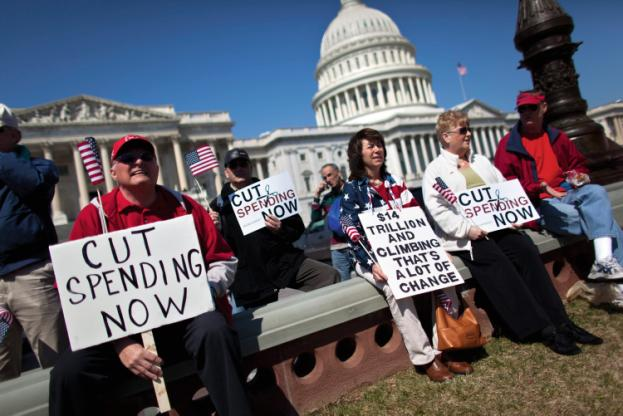 CUT
SPENDING
NOW
CUT
SPENDING
NOW
$14
TRILLION
AND
CLIMBING
THAT'S
A LOT OF
CHANGE
CUT
SPENDING
NOW